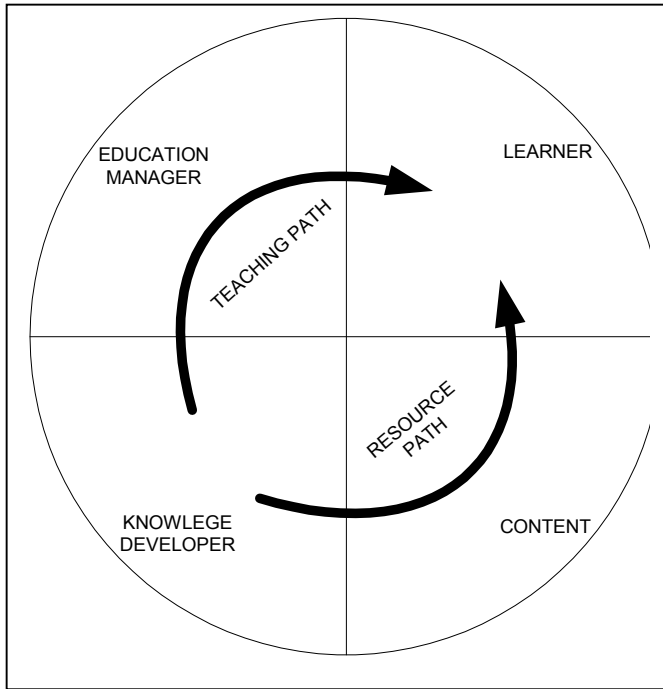 EDUCATION
MANAGER
LEARNER
TEACHING PATH
RESOURCE
PATH
KNOWLEGE
DEVELOPER
CONTENT